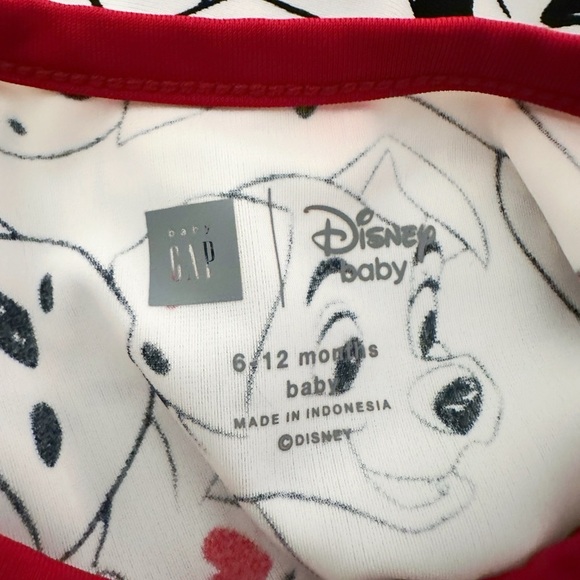 baby
GAP
Disney
baby
6-12 months
baby
MADE IN INDONESIA
©DISNEY